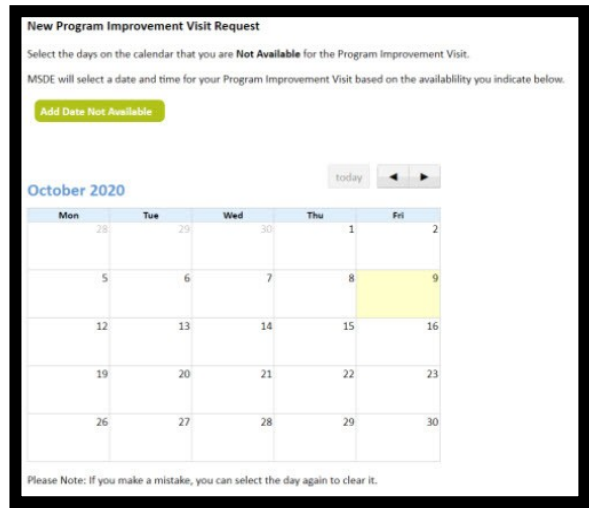 New Program Improvement Visit Request
Select the days on the calendar that you are Not Available for the Program Improvement Visit.
MSDE will select a date and time for your Program Improvement Visit based on the availablility you indicate below.
Add Date Not Available
today
October 2020
Mon Tue Wed Thu Fri
28 29 30 1 2
5 6 7 8 9
12 13 14 15 16
19 20 21 22 23
26 27 28 29 30
Please Note: If you make a mistake, you can select the day again to clear it.